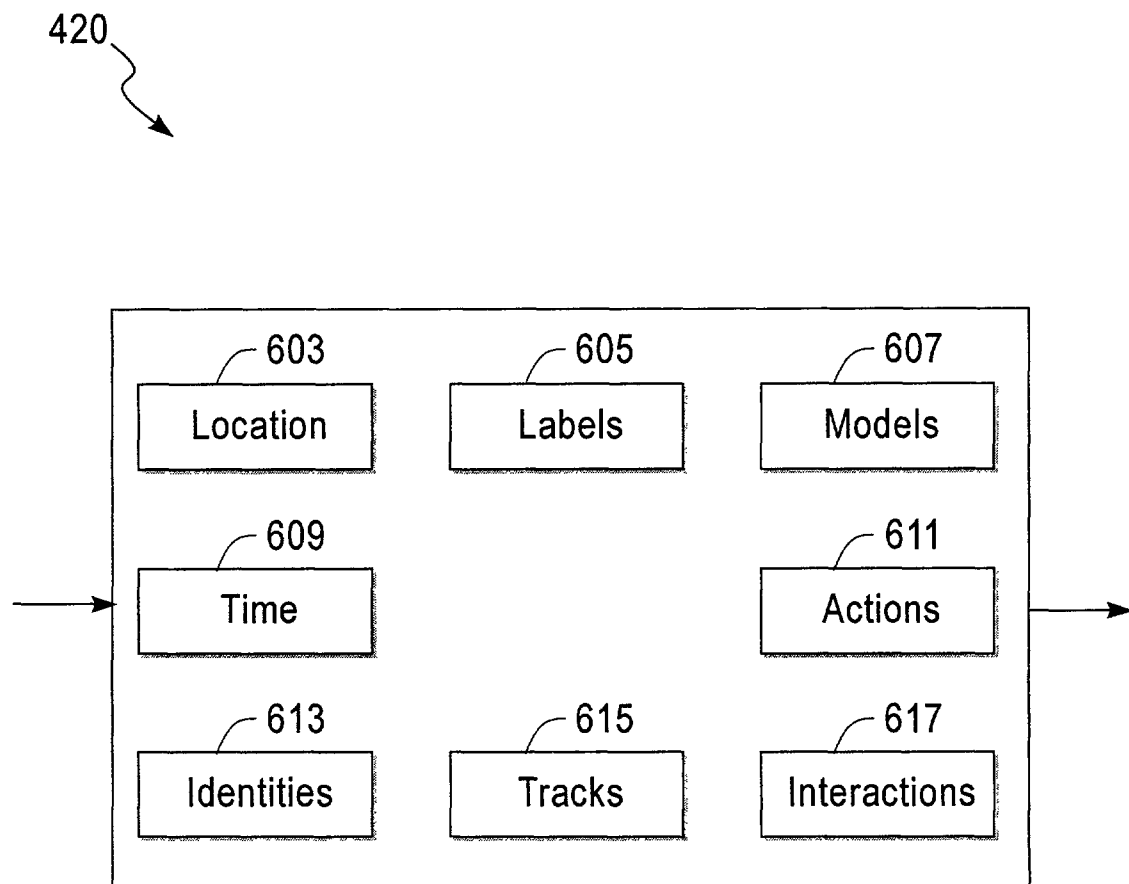 420
603 605 607
Location Labels Models
609 611
Time Actions
613 615 617
Identities Tracks Interactions